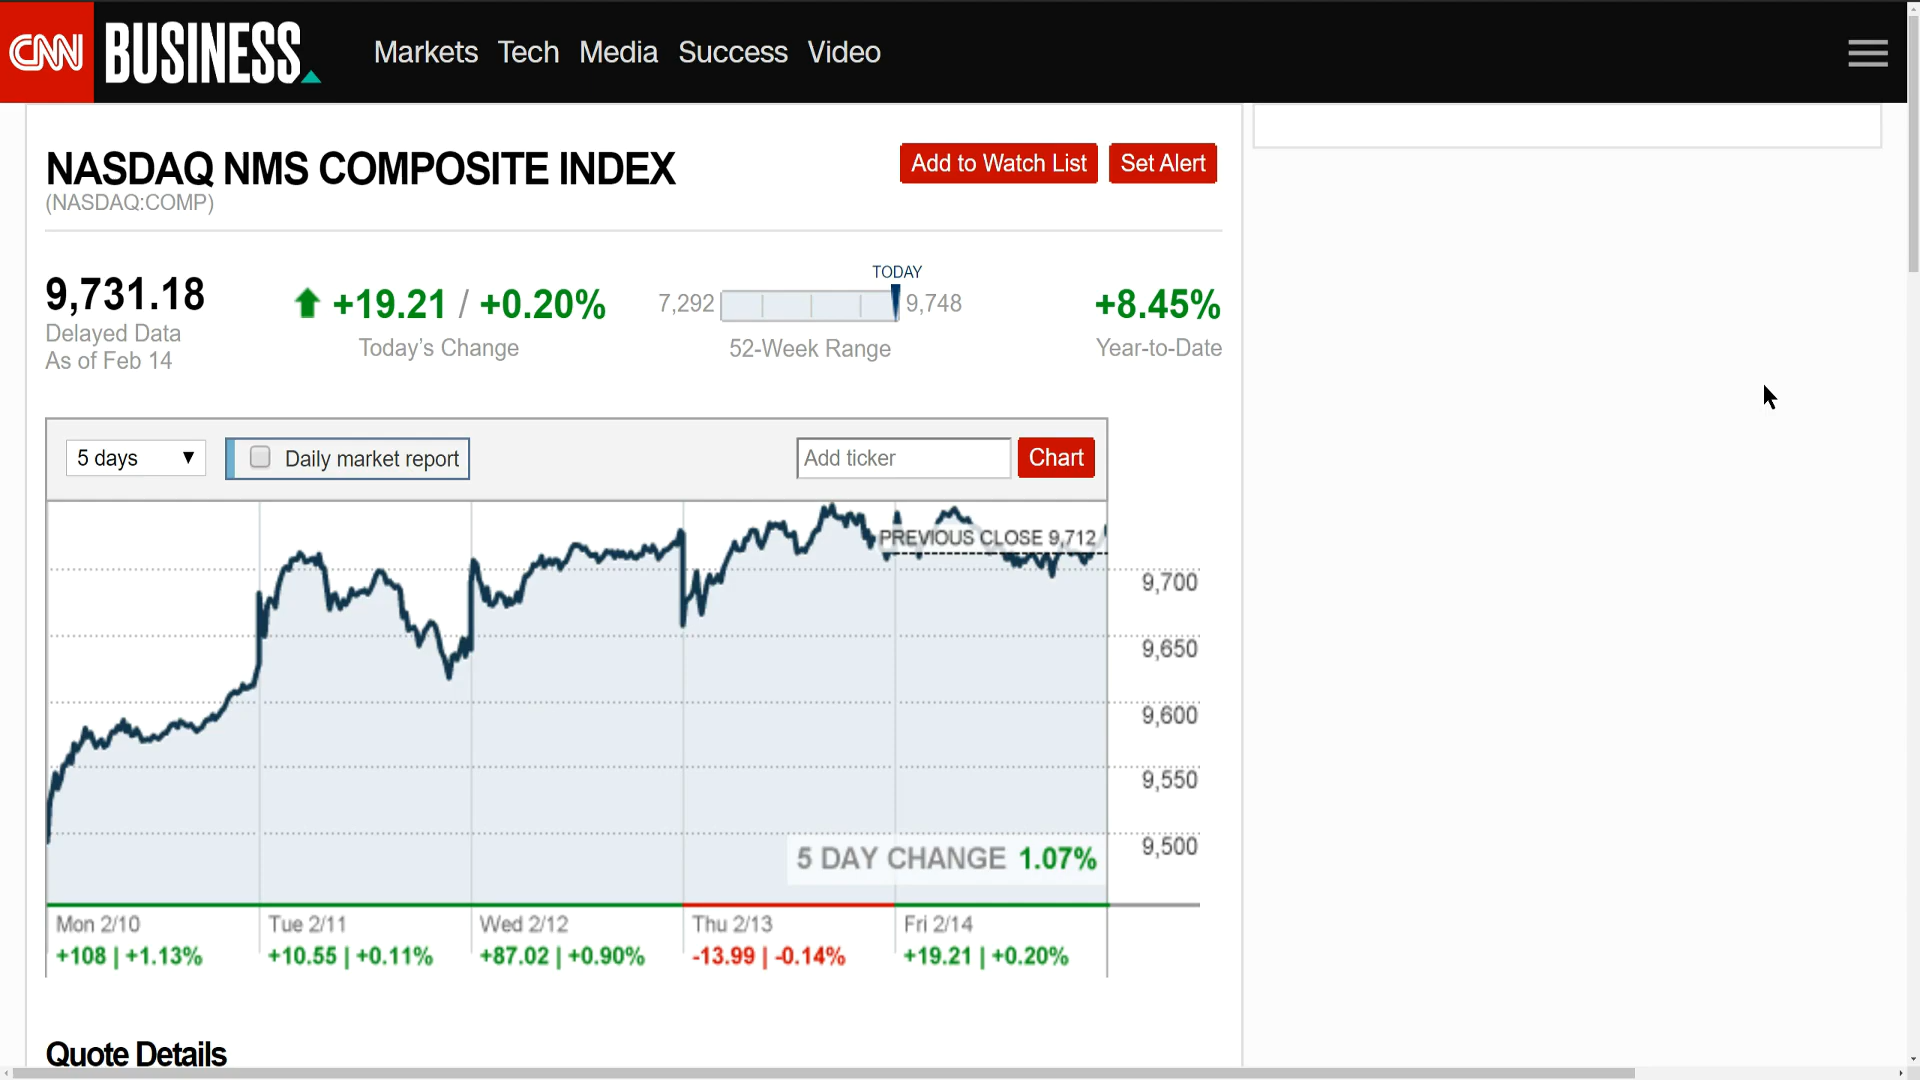 CNN BUSINESS Markets Tech Media Success Video
NASDAQ NMS COMPOSITE INDEX
(NASDAQ:COMP)
Add to Watch List Set Alert
9,731.18
Delayed Data
As of Feb 14
+19.21 / +0.20%
Today's Change
TODAY
7,292 9,748
52-Week Range
+8.45%
Year-to-Date
5 days Daily market report Add ticker Chart
PREVIOUS CLOSE 9,712
9,700
9,650
9,600
9,550
9,500
5 DAY CHANGE 1.07%
Mon 2/10 Tue 2/11 Wed 2/12 Thu 2/13 Fri 2/14
+108 | +1.13% +10.55 | +0.11% +87.02 | +0.90% -13.99 | -0.14% +19.21 | +0.20%
Quote Details